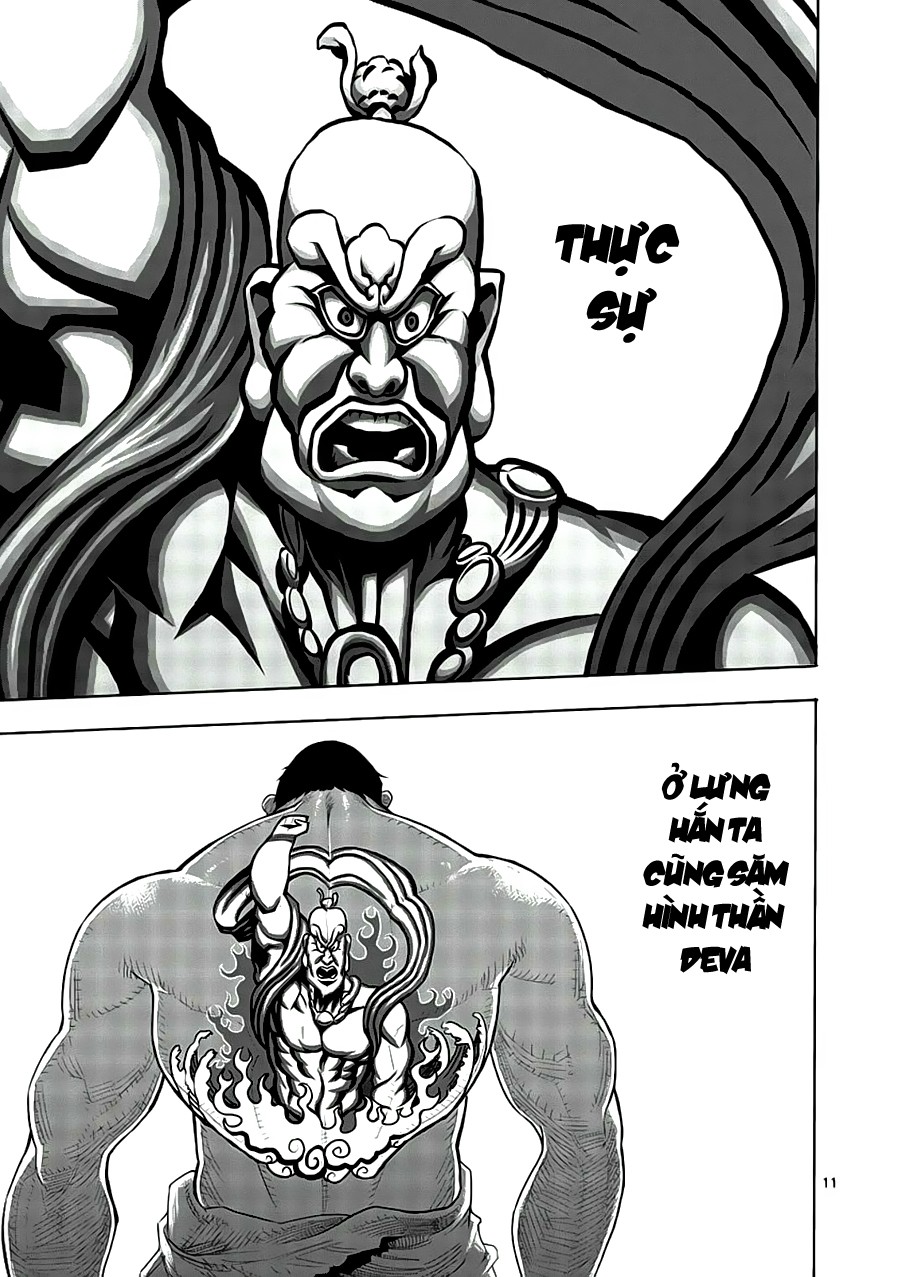 THỰC
SỰ
Ở LƯNG
HẮN TA
CŨNG SĂM
HÌNH THẦN
DEVA
11